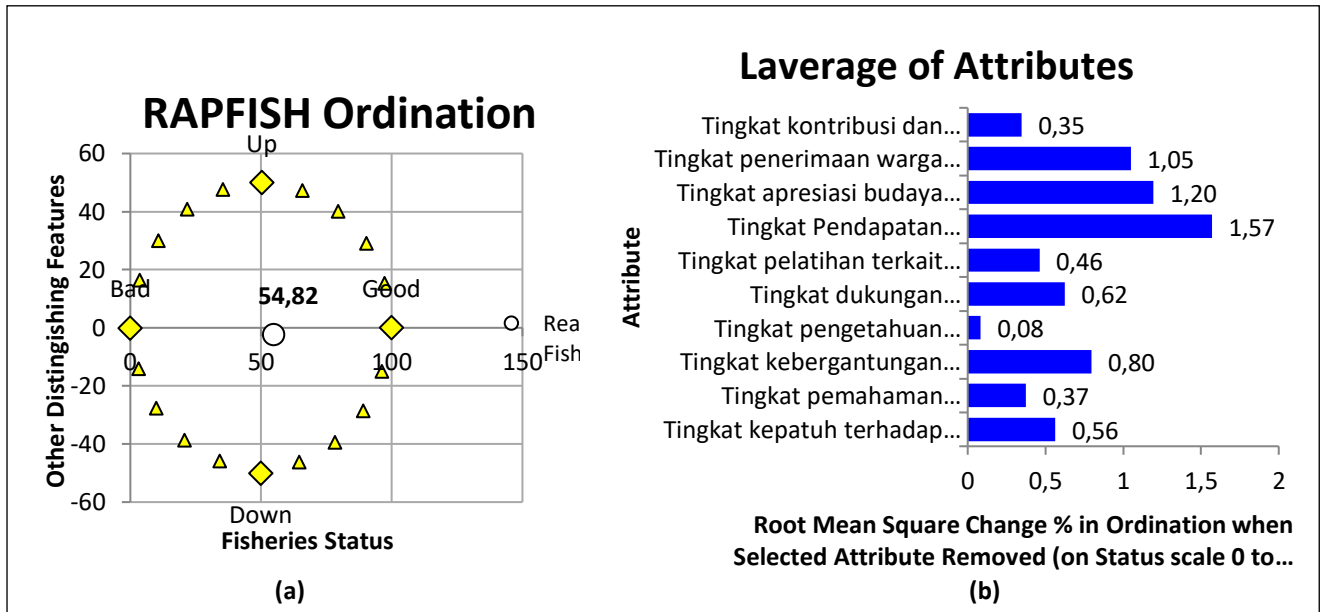 RAPFISH Ordination
Up
60
40
20
0
-20
-40
-60
Other Distingishing Features
Bad
54,82
Good
0
50
100
150
Rea
Fish
Down
Fisheries Status
(a)
Laverage of Attributes
Attribute
Tingkat kontribusi dan… 0,35
Tingkat penerimaan warga… 1,05
Tingkat apresiasi budaya… 1,20
Tingkat Pendapatan… 1,57
Tingkat pelatihan terkait… 0,46
Tingkat dukungan… 0,62
Tingkat pengetahuan… 0,08
Tingkat kebergantungan… 0,80
Tingkat pemahaman… 0,37
Tingkat kepatuh terhadap… 0,56
0 0,5 1 1,5 2
Root Mean Square Change % in Ordination when
Selected Attribute Removed (on Status scale 0 to…
(b)